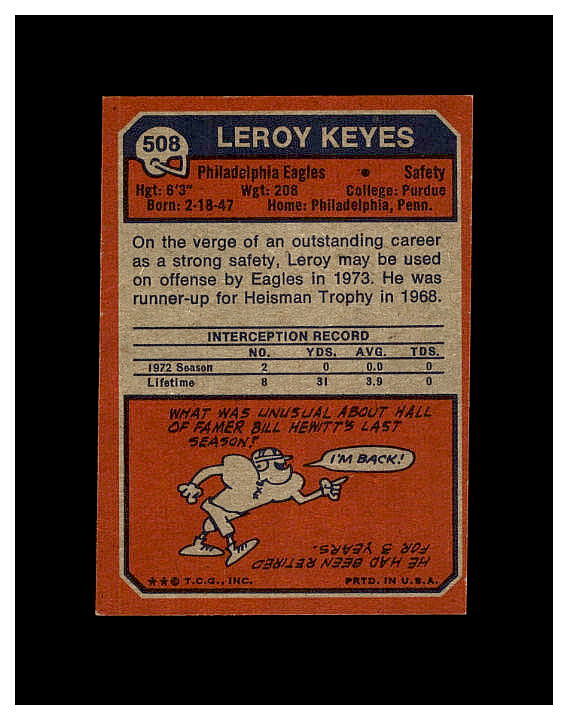 508
LEROY KEYES
Philadelphia Eagles • Safety
Hgt: 6'3" Wgt: 208 College: Purdue
Born: 2-18-47 Home: Philadelphia, Penn.
On the verge of an outstanding career
as a strong safety, Leroy may be used
on offense by Eagles in 1973. He was
runner-up for Heisman Trophy in 1968.
INTERCEPTION RECORD
NO. YDS. AVG. TDS.
1972 Season 2 0 0.0 0
Lifetime 8 31 3.9 0
WHAT WAS UNUSUAL ABOUT HALL
OF FAMER BILL HEWITT'S LAST
SEASON?
I'M BACK!
HE HAD BEEN RETIRED
FOR 3 YEARS.
★★© T.C.G., INC. PRTD. IN U.S.A.